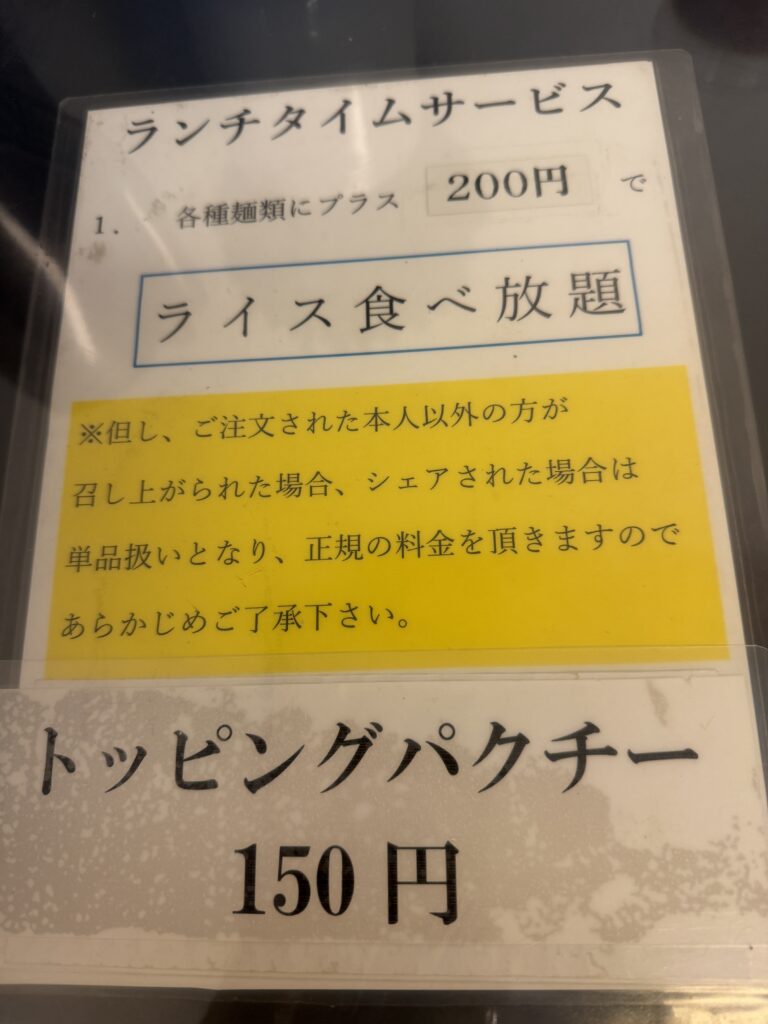 ランチタイムサービス
1. 各種麺類にプラス 200円 で
ライス食べ放題
※但し、ご注文された本人以外の方が
召し上がられた場合、シェアされた場合は
単品扱いとなり、正規の料金を頂きますので
あらかじめご了承下さい。
トッピングパクチー
150円